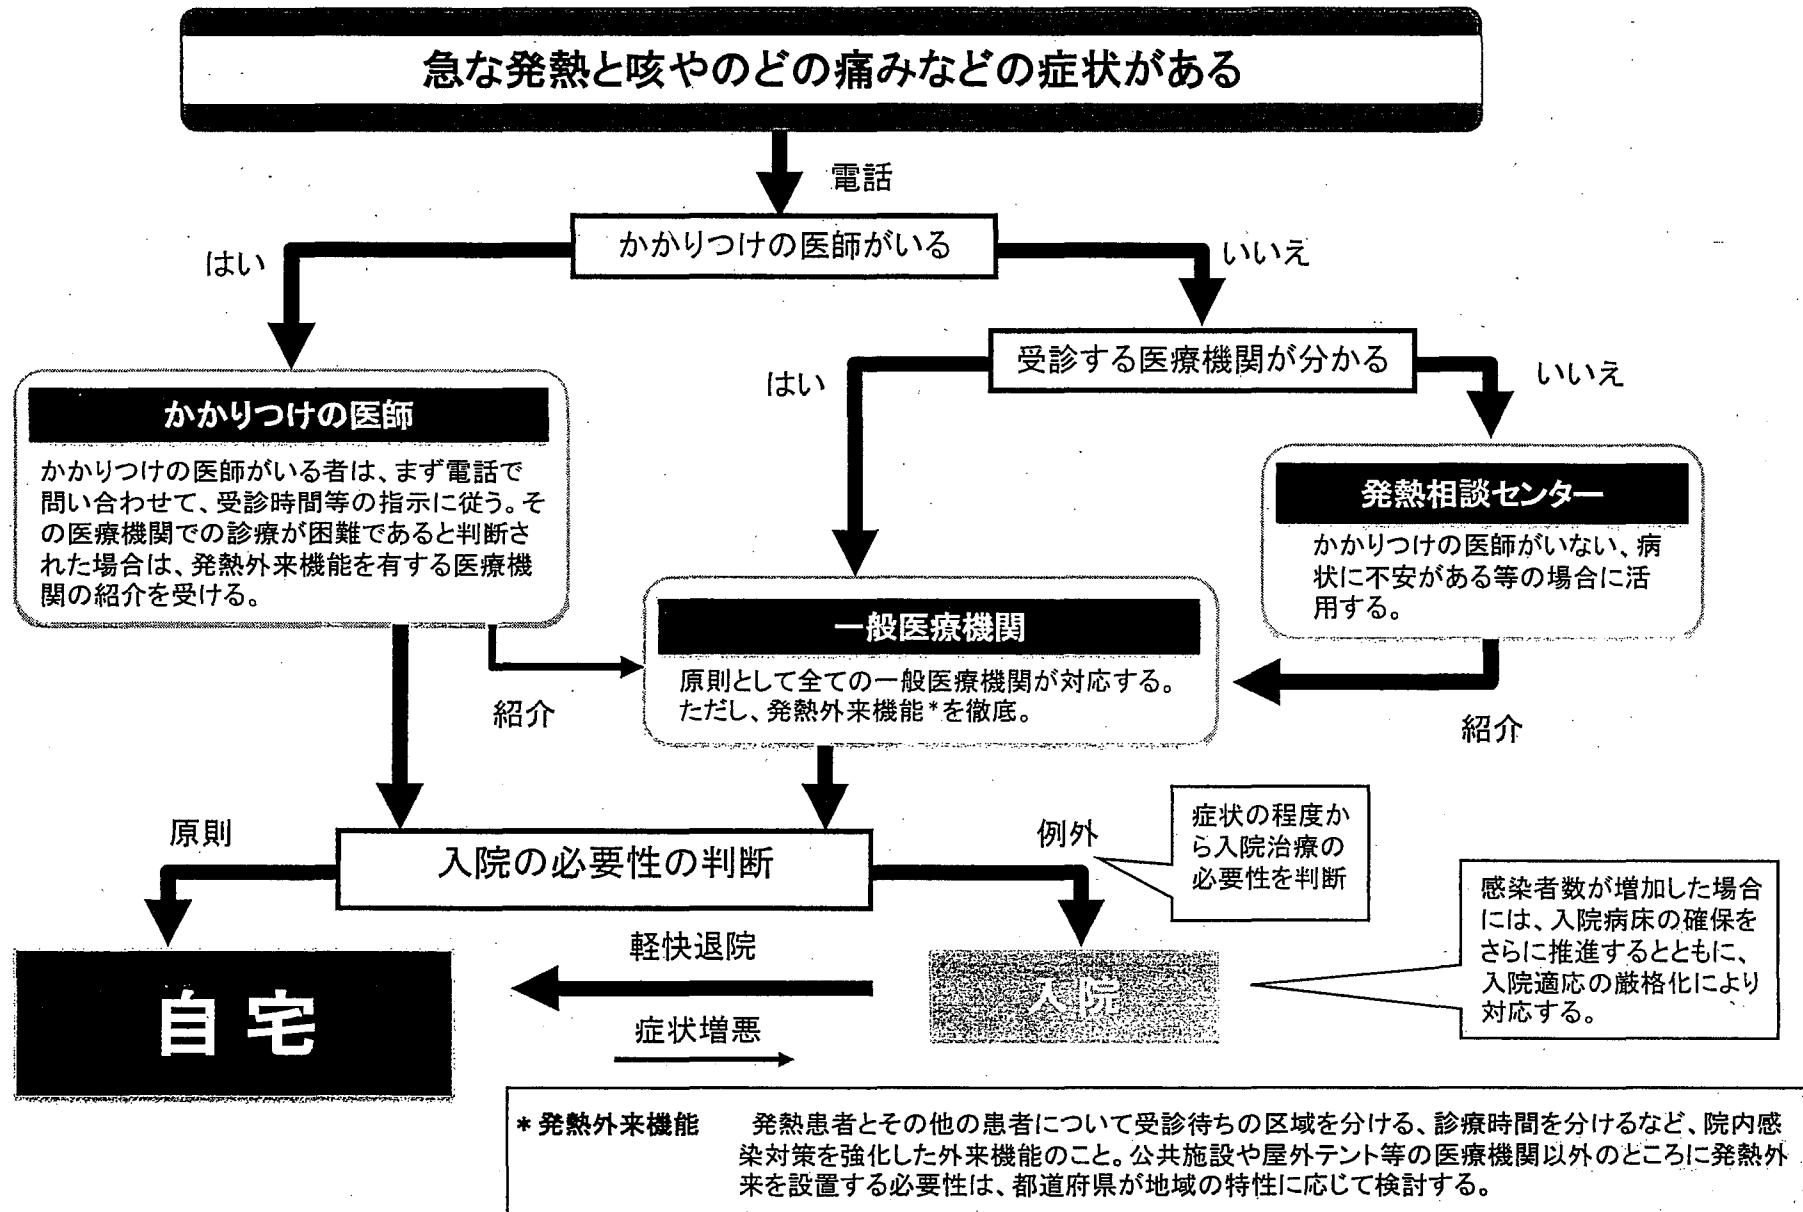 急な発熱と咳やのどの痛みなどの症状がある
電話
かかりつけの医師がいる
はい
いいえ
受診する医療機関が分かる
はい
いいえ
かかりつけの医師
かかりつけの医師がいる者は、まず電話で
問い合わせて、受診時間等の指示に従う。そ
の医療機関での診療が困難であると判断さ
れた場合は、発熱外来機能を有する医療機
関の紹介を受ける。
発熱相談センター
かかりつけの医師がいない、病
状に不安がある等の場合に活
用する。
一般医療機関
原則として全ての一般医療機関が対応する。
ただし、発熱外来機能*を徹底。
紹介
紹介
原則
入院の必要性の判断
例外
症状の程度か
ら入院治療の
必要性を判断
感染者数が増加した場合
には、入院病床の確保を
さらに推進するとともに、
入院適応の厳格化により
対応する。
軽快退院
自宅
入院
症状増悪
*発熱外来機能 発熱患者とその他の患者について受診待ちの区域を分ける、診療時間を分けるなど、院内感
染対策を強化した外来機能のこと。公共施設や屋外テント等の医療機関以外のところに発熱外
来を設置する必要性は、都道府県が地域の特性に応じて検討する。